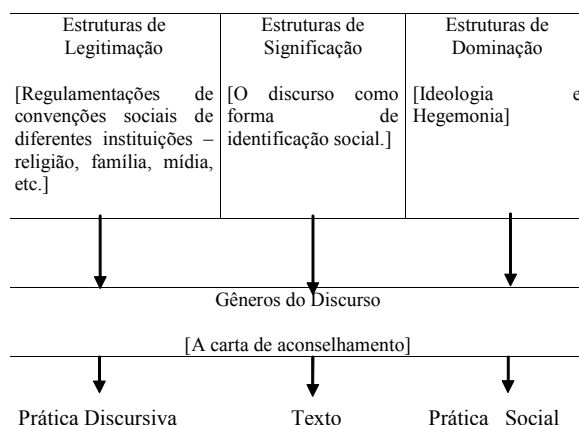 Estruturas de Legitimação
[Regulamentações de
convenções sociais de
diferentes instituições –
religião, família, mídia,
etc.]
Estruturas de Significação
[O discurso como
forma de
identificação social.]
Estruturas de Dominação
[Ideologia e
Hegemonia]
Gêneros do Discurso
[A carta de aconselhamento]
Prática Discursiva
Texto
Prática Social